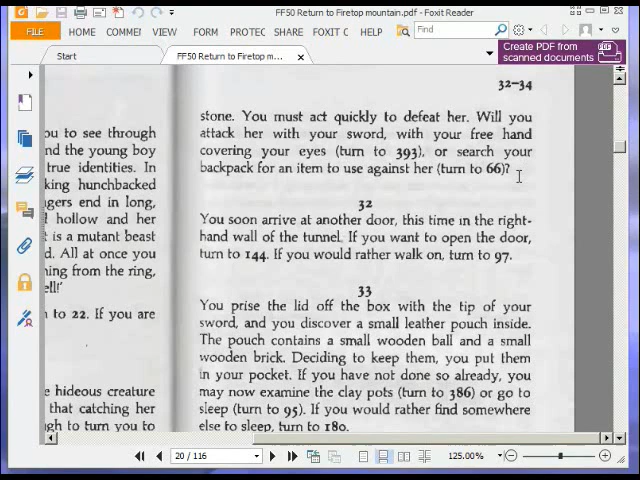 FF50 Return to Firetop mountain.pdf - Foxit Reader
FILE HOME COMMEI VIEW FORM PROTEC SHARE FOXIT C HELP Find
Start FF50 Return to Firetop mountain.p...
Create PDF from
scanned documents
ou to see through
nd the young boy
true identities. In
king hunchbacked
gers end in long,
l hollow and her
t is a mutant beast
d. All at once you
ning from the ring,
ell!'
n to 22. If you are
e hideous creature
that catching her
gh to turn you to
32–34
stone. You must act quickly to defeat her. Will you
attack her with your sword, with your free hand
covering your eyes (turn to 393), or search your
backpack for an item to use against her (turn to 66)?
32
You soon arrive at another door, this time in the right-
hand wall of the tunnel. If you want to open the door,
turn to 144. If you would rather walk on, turn to 97.
33
You prise the lid off the box with the tip of your
sword, and you discover a small leather pouch inside.
The pouch contains a small wooden ball and a small
wooden brick. Deciding to keep them, you put them
in your pocket. If you have not done so already, you
may now examine the clay pots (turn to 386) or go to
sleep (turn to 95). If you would rather find somewhere
else to sleep, turn to 180.
20 / 116 125.00%